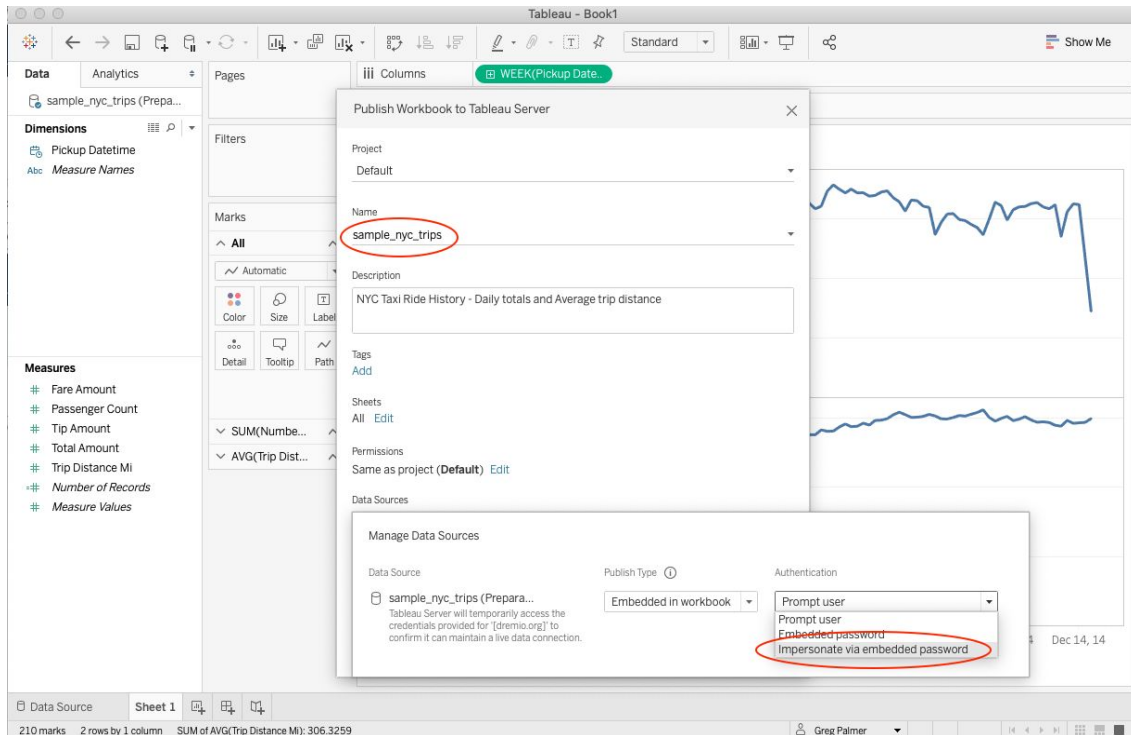 Tableau - Book1
Standard
Show Me
Data
Analytics
Pages
iii Columns
WEEK(Pickup Date..
sample_nyc_trips (Prepa...
Dimensions
Pickup Datetime
Abc Measure Names
Filters
Marks
All
Automatic
Color
Size
Label
Detail
Tooltip
Path
SUM(Numbe...
AVG(Trip Dist...
Measures
# Fare Amount
# Passenger Count
# Tip Amount
# Total Amount
# Trip Distance Mi
=# Number of Records
# Measure Values
Publish Workbook to Tableau Server
Project
Default
Name
sample_nyc_trips
Description
NYC Taxi Ride History - Daily totals and Average trip distance
Tags
Add
Sheets
All Edit
Permissions
Same as project (Default) Edit
Data Sources
Manage Data Sources
Data Source
Publish Type
Authentication
sample_nyc_trips (Prepara...
Tableau Server will temporarily access the
credentials provided for '[dremio.org]' to
confirm it can maintain a live data connection.
Embedded in workbook
Prompt user
Prompt user
Embedded password
Impersonate via embedded password
Dec 14, 14
Data Source
Sheet 1
210 marks 2 rows by 1 column SUM of AVG(Trip Distance Mi): 306.3259
Greg Palmer